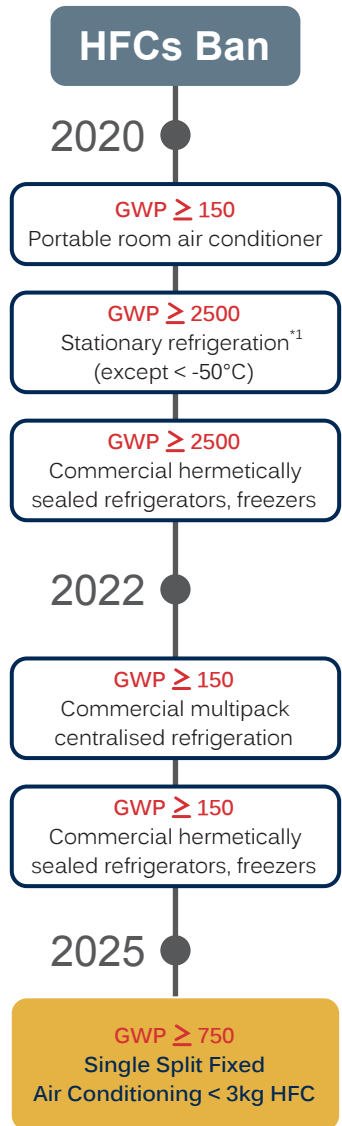 HFCs Ban
2020
GWP ≥ 150
Portable room air conditioner
GWP ≥ 2500
Stationary refrigeration*1
(except < -50°C)
GWP ≥ 2500
Commercial hermetically
sealed refrigerators, freezers
2022
GWP ≥ 150
Commercial multipack
centralised refrigeration
GWP ≥ 150
Commercial hermetically
sealed refrigerators, freezers
2025
GWP ≥ 750
Single Split Fixed
Air Conditioning < 3kg HFC